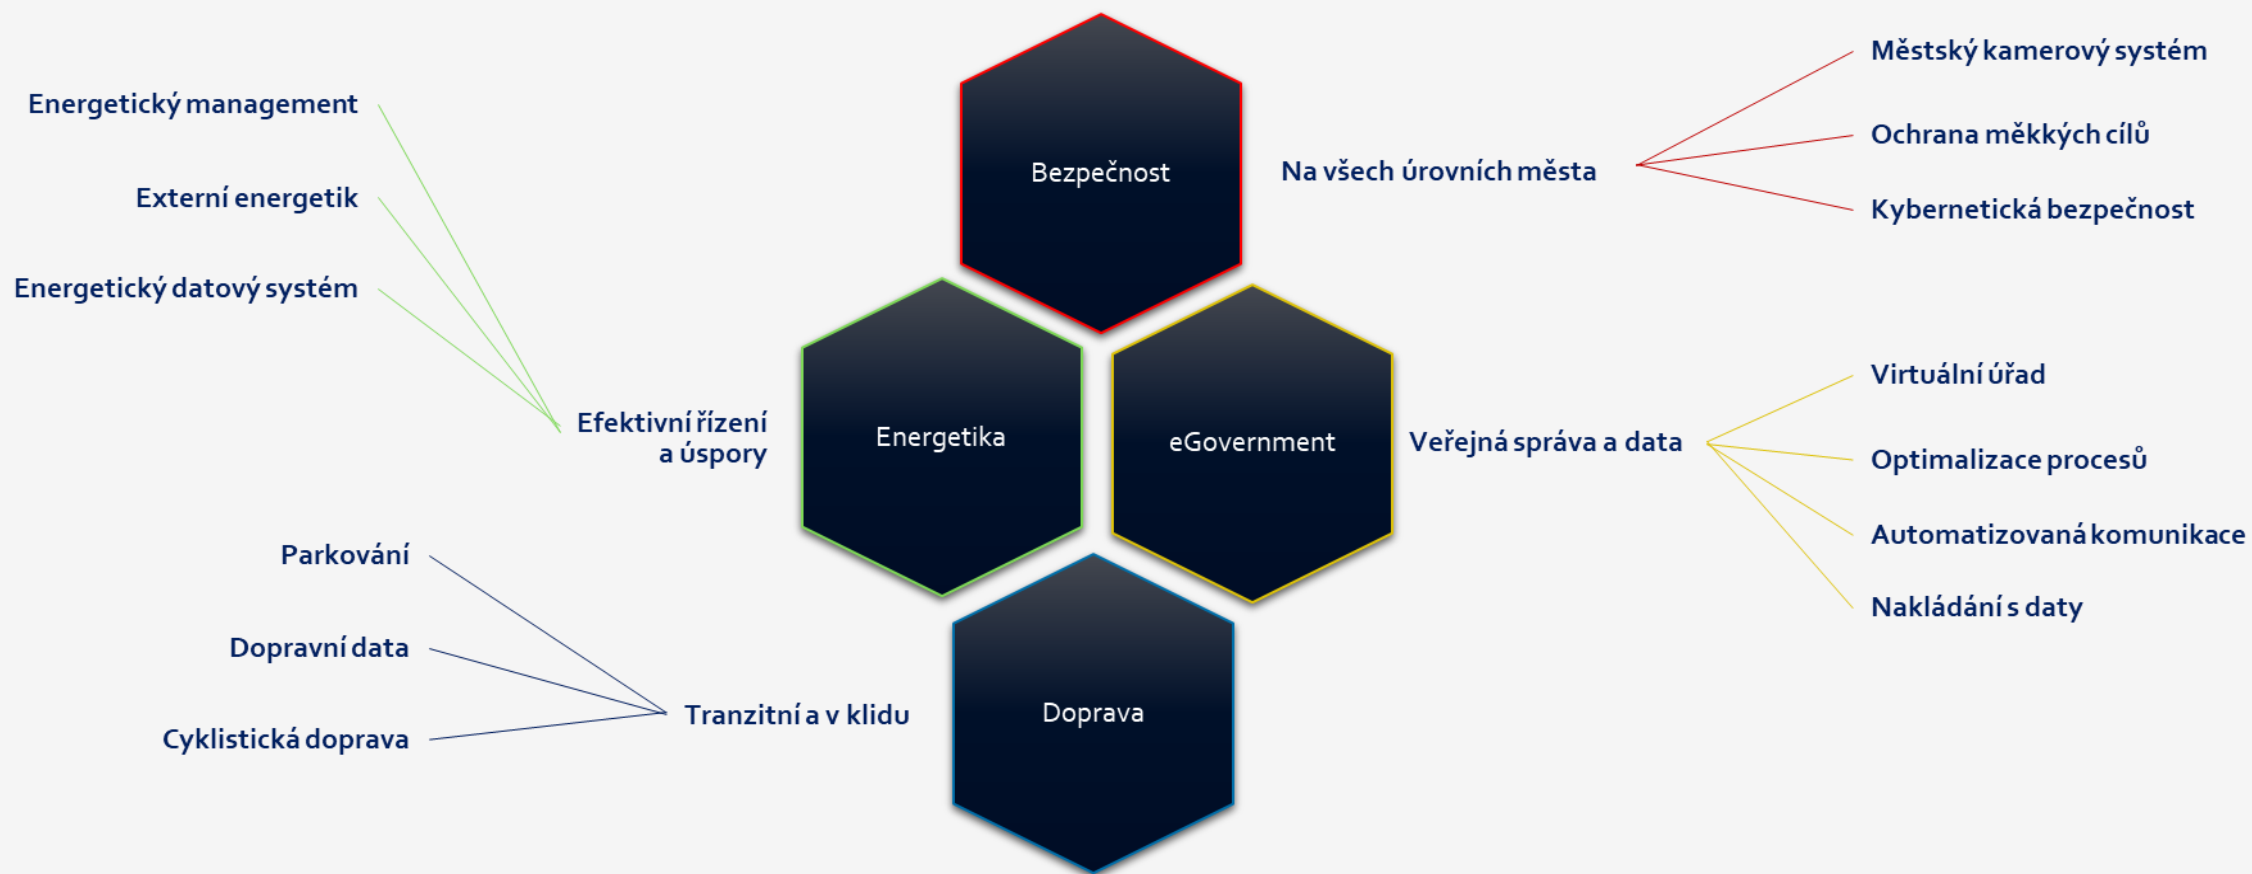 Bezpečnost
Na všech úrovních města
Městský kamerový systém
Ochrana měkkých cílů
Kybernetická bezpečnost
Energetický management
Externí energetik
Energetický datový systém
Efektivní řízení
a úspory
Energetika
eGovernment
Veřejná správa a data
Virtuální úřad
Optimalizace procesů
Automatizovaná komunikace
Nakládání s daty
Parkování
Dopravní data
Cyklistická doprava
Tranzitní a v klidu
Doprava